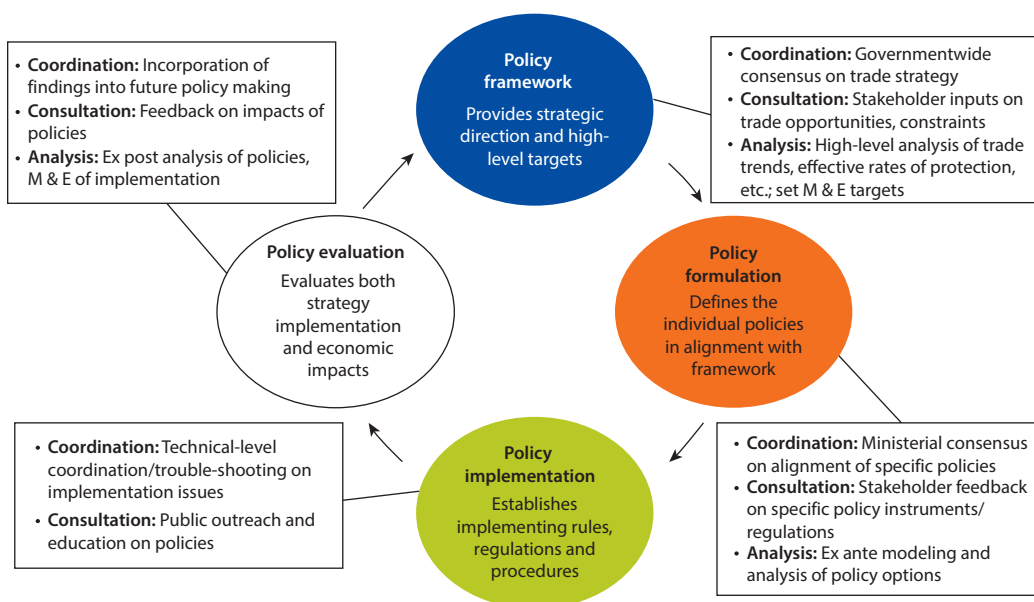 • Coordination: Incorporation of
findings into future policy making
• Consultation: Feedback on impacts of
policies
• Analysis: Ex post analysis of policies,
M & E of implementation
Policy
framework
Provides strategic
direction and high-
level targets
• Coordination: Governmentwide
consensus on trade strategy
• Consultation: Stakeholder inputs on
trade opportunities, constraints
• Analysis: High-level analysis of trade
trends, effective rates of protection,
etc.; set M & E targets
Policy evaluation
Evaluates both
strategy
implementation
and economic
impacts
Policy
formulation
Defines the
individual policies
in alignment with
framework
• Coordination: Technical-level
coordination/trouble-shooting on
implementation issues
• Consultation: Public outreach and
education on policies
Policy
implementation
Establishes
implementing rules,
regulations and
procedures
• Coordination: Ministerial consensus
on alignment of specific policies
• Consultation: Stakeholder feedback
on specific policy instruments/
regulations
• Analysis: Ex ante modeling and
analysis of policy options